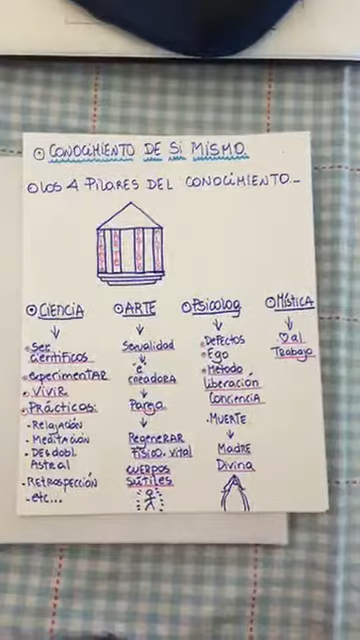 ⊙ CONOCIMIENTO DE SI MISMO
○ LOS 4 PILARES DEL CONOCIMIENTO...
⊙ CIENCIA
↓
• Ser
científicos
• experimentar
• VIVIR
• PRÁCTICAS:
- RELAJACIÓN
- MEDITACIÓN
- DESDOBL.
ASTRAL
- RETROSPECCIÓN
- etc...
⊙ ARTE
↓
Sexualidad
↓
e
creadora
↓
Pareja
↓
Regenerar
físico, vital
cuerpos
sutiles
⊙ PSICOLOG
↓
• Defectos
• Ego
• Método
liberación
Conciencia
• MUERTE
↓
MADRE
Divina
⊙ MÍSTICA
↓
al
Trabajo